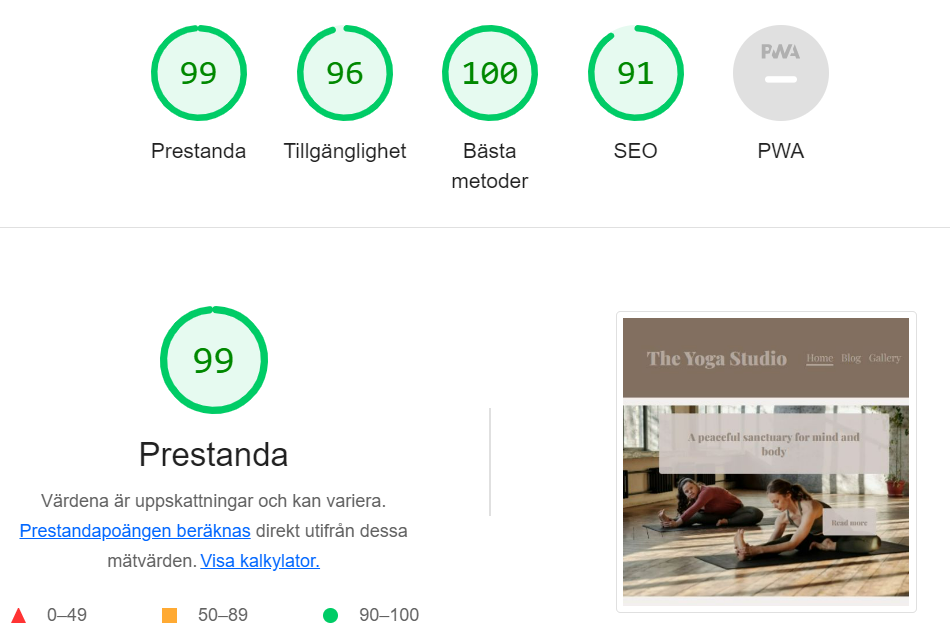 99
96
100
91
PWA
Prestanda
Tillgänglighet
Bästa
metoder
SEO
PWA
99
Prestanda
Värdena är uppskattningar och kan variera.
Prestandapoängen beräknas direkt utifrån dessa
mätvärden. Visa kalkylator.
0–49
50–89
90–100
The Yoga Studio
Home Blog Gallery
A peaceful sanctuary for mind and
body
Read more